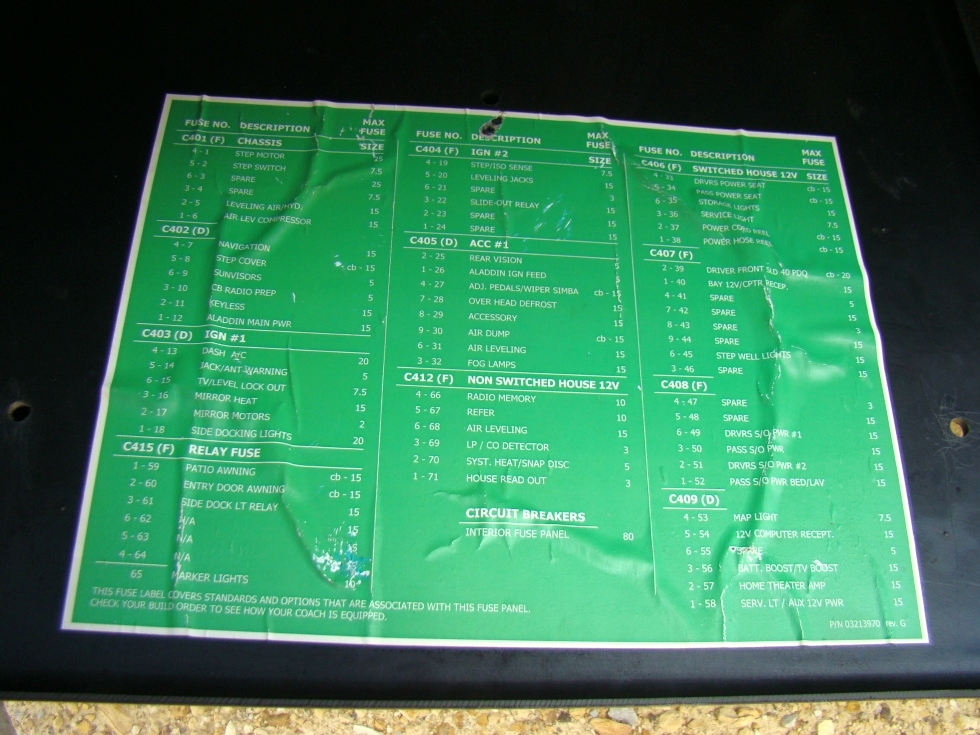 FUSE NO. DESCRIPTION MAX FUSE SIZE
C401 (F) CHASSIS
4 - 1 STEP MOTOR 25
5 - 2 STEP SWITCH 7.5
6 - 3 SPARE 25
3 - 4 SPARE 7.5
2 - 5 LEVELING AIR/HYD, 15
1 - 6 AIR LEV COMPRESSOR 15
C402 (D)
4 - 7 NAVIGATION 15
5 - 8 STEP COVER cb - 15
6 - 9 SUNVISORS 5
3 - 10 CB RADIO PREP 5
2 - 11 KEYLESS 15
1 - 12 ALADDIN MAIN PWR 15
C403 (D) IGN #1
4 - 13 DASH A/C 20
5 - 14 JACK/ANT WARNING 5
6 - 15 TV/LEVEL LOCK OUT 7.5
3 - 16 MIRROR HEAT 15
2 - 17 MIRROR MOTORS 2
1 - 18 SIDE DOCKING LIGHTS 20
C415 (F) RELAY FUSE
1 - 59 PATIO AWNING cb - 15
2 - 60 ENTRY DOOR AWNING cb - 15
3 - 61 SIDE DOCK LT RELAY 15
6 - 62 N/A 15
5 - 63 N/A 15
4 - 64 N/A
65 MARKER LIGHTS 10
FUSE NO. DESCRIPTION MAX FUSE SIZE
C404 (F) IGN #2
4 - 19 STEP/ISO SENSE 7.5
5 - 20 LEVELING JACKS 15
6 - 21 SPARE 15
3 - 22 SLIDE-OUT RELAY 3
2 - 23 SPARE 15
1 - 24 SPARE 15
C405 (D) ACC #1
2 - 25 REAR VISION
1 - 26 ALADDIN IGN FEED
4 - 27 ADJ. PEDALS/WIPER SIMBA cb - 15
7 - 28 OVER HEAD DEFROST 15
8 - 29 ACCESSORY 15
9 - 30 AIR DUMP cb - 15
6 - 31 AIR LEVELING 15
3 - 32 FOG LAMPS 15
C412 (F) NON SWITCHED HOUSE 12V
4 - 66 RADIO MEMORY 10
5 - 67 REFER 10
6 - 68 AIR LEVELING 15
3 - 69 LP / CO DETECTOR 3
2 - 70 SYST. HEAT/SNAP DISC 5
1 - 71 HOUSE READ OUT 3
CIRCUIT BREAKERS
INTERIOR FUSE PANEL 80
FUSE NO. DESCRIPTION MAX FUSE SIZE
C406 (F) SWITCHED HOUSE 12V
4 - 33 DRVRS POWER SEAT cb - 15
5 - 34 PASS POWER SEAT cb - 15
6 - 35 STORAGE LIGHTS 15
3 - 36 SERVICE LIGHT 7.5
2 - 37 POWER CORD REEL cb - 15
1 - 38 POWER HOSE REEL cb - 15
C407 (F)
2 - 39 DRIVER FRONT SLD 40 PDQ cb - 20
1 - 40 BAY 12V/CPTR RECEP. 15
4 - 41 SPARE 5
7 - 42 SPARE 15
8 - 43 SPARE 3
9 - 44 SPARE 15
6 - 45 STEP WELL LIGHTS 15
3 - 46 SPARE 15
C408 (F)
4 - 47 SPARE 3
5 - 48 SPARE 15
6 - 49 DRVRS S/O PWR #1 15
3 - 50 PASS S/O PWR 15
2 - 51 DRVRS S/O PWR #2 15
1 - 52 PASS S/O PWR BED/LAV 15
C409 (D)
4 - 53 MAP LIGHT 7.5
5 - 54 12V COMPUTER RECEPT. 15
6 - 55 SPARE 5
3 - 56 BATT. BOOST/TV BOOST 15
2 - 57 HOME THEATER AMP 15
1 - 58 SERV. LT / AUX 12V PWR 15
THIS FUSE LABEL COVERS STANDARDS AND OPTIONS THAT ARE ASSOCIATED WITH THIS FUSE PANEL.
CHECK YOUR BUILD ORDER TO SEE HOW YOUR COACH IS EQUIPPED.
P/N 03213970 rev. G